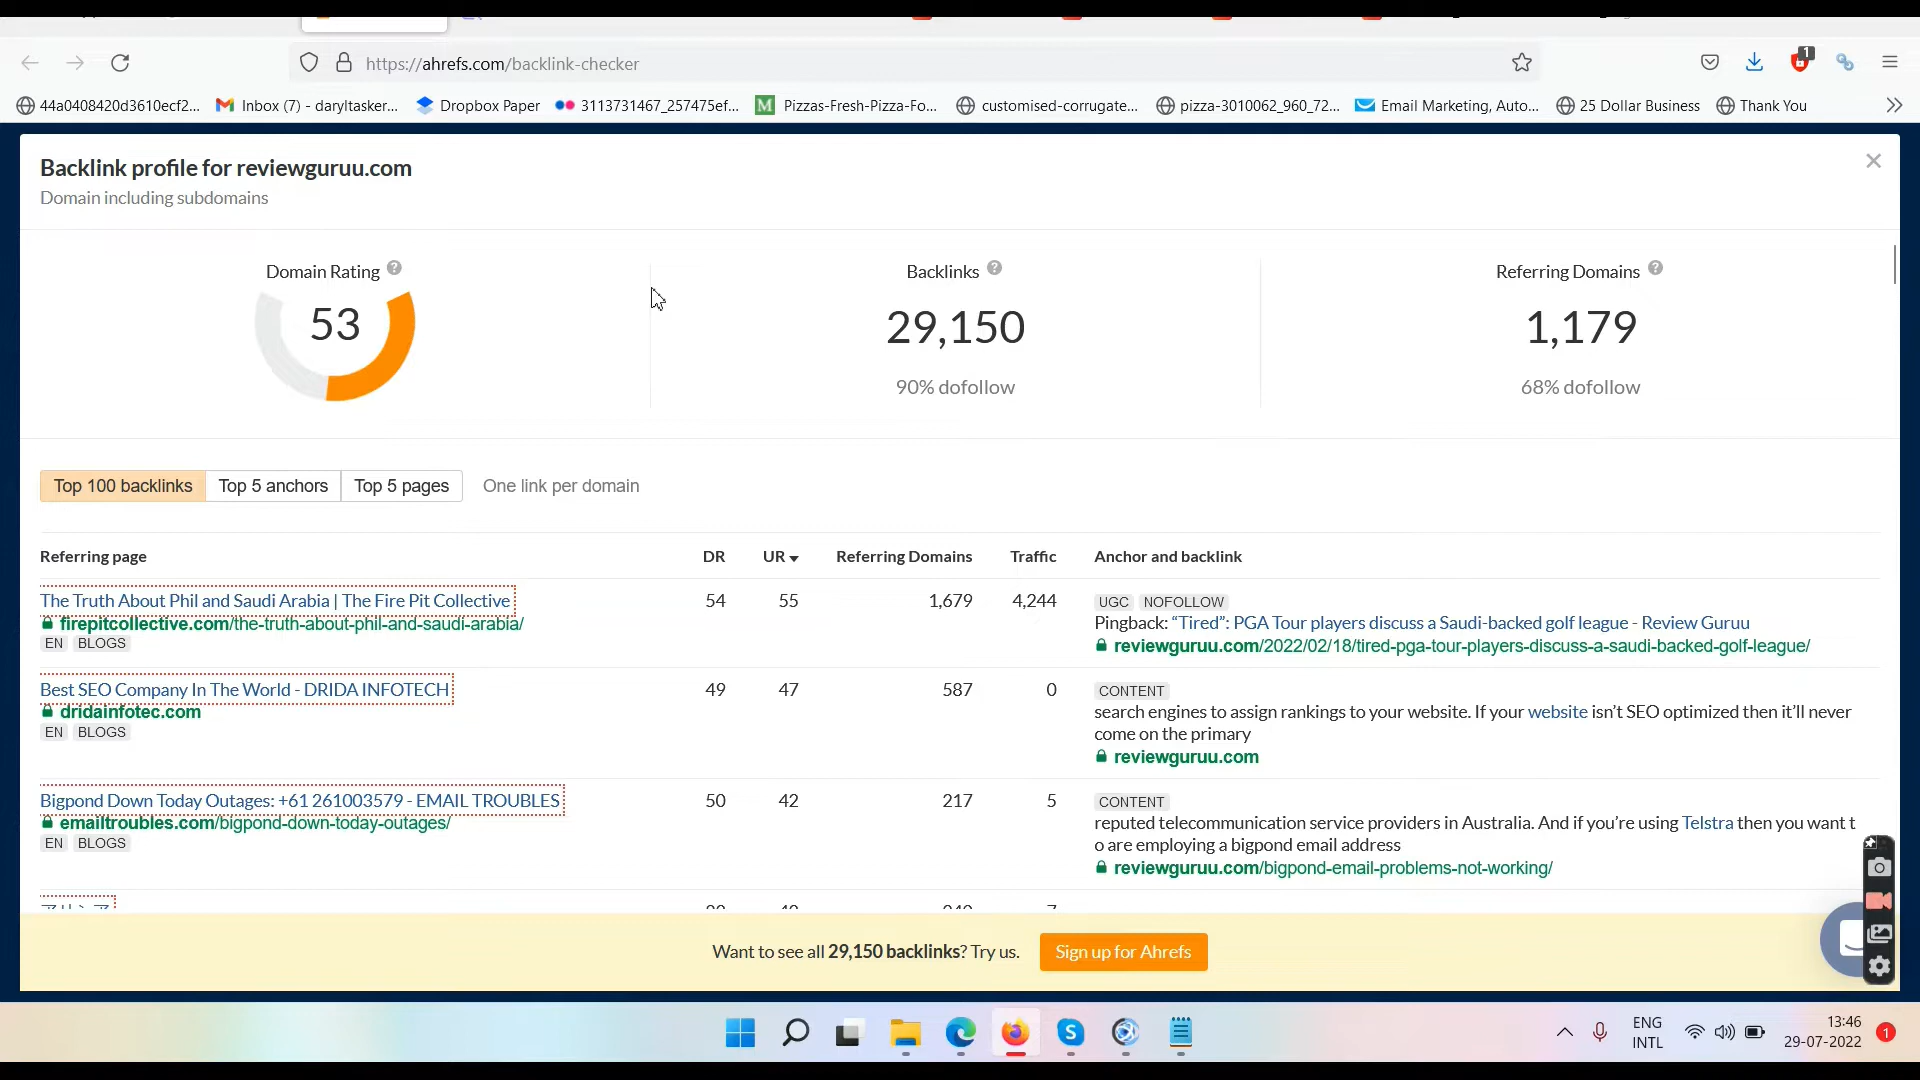 https://ahrefs.com/backlink-checker
1
44a0408420d3610ecf2...
Inbox (7) - daryltasker...
Dropbox Paper
3113731467_257475ef...
M
Pizzas-Fresh-Pizza-Fo...
customised-corrugate...
pizza-3010062_960_72...
Email Marketing, Auto...
25 Dollar Business
Thank You
Backlink profile for reviewguruu.com
Domain including subdomains
Domain Rating ?
53
Backlinks ?
29,150
90% dofollow
Referring Domains ?
1,179
68% dofollow
Top 100 backlinks
Top 5 anchors
Top 5 pages
One link per domain
Referring page
DR
UR
Referring Domains
Traffic
Anchor and backlink
The Truth About Phil and Saudi Arabia | The Fire Pit Collective
firepitcollective.com/the-truth-about-phil-and-saudi-arabia/
EN BLOGS
54
55
1,679
4,244
UGC NOFOLLOW
Pingback: “Tired”: PGA Tour players discuss a Saudi-backed golf league - Review Guruu
reviewguruu.com/2022/02/18/tired-pga-tour-players-discuss-a-saudi-backed-golf-league/
Best SEO Company In The World - DRIDA INFOTECH
dridainfotec.com
EN BLOGS
49
47
587
0
CONTENT
search engines to assign rankings to your website. If your website isn’t SEO optimized then it’ll never
come on the primary
reviewguruu.com
Bigpond Down Today Outages: +61 261003579 - EMAIL TROUBLES
emailtroubles.com/bigpond-down-today-outages/
EN BLOGS
50
42
217
5
CONTENT
reputed telecommunication service providers in Australia. And if you’re using Telstra then you want t
o are employing a bigpond email address
reviewguruu.com/bigpond-email-problems-not-working/
Want to see all 29,150 backlinks? Try us.
Sign up for Ahrefs
S
ENG
INTL
13:46
29-07-2022
1